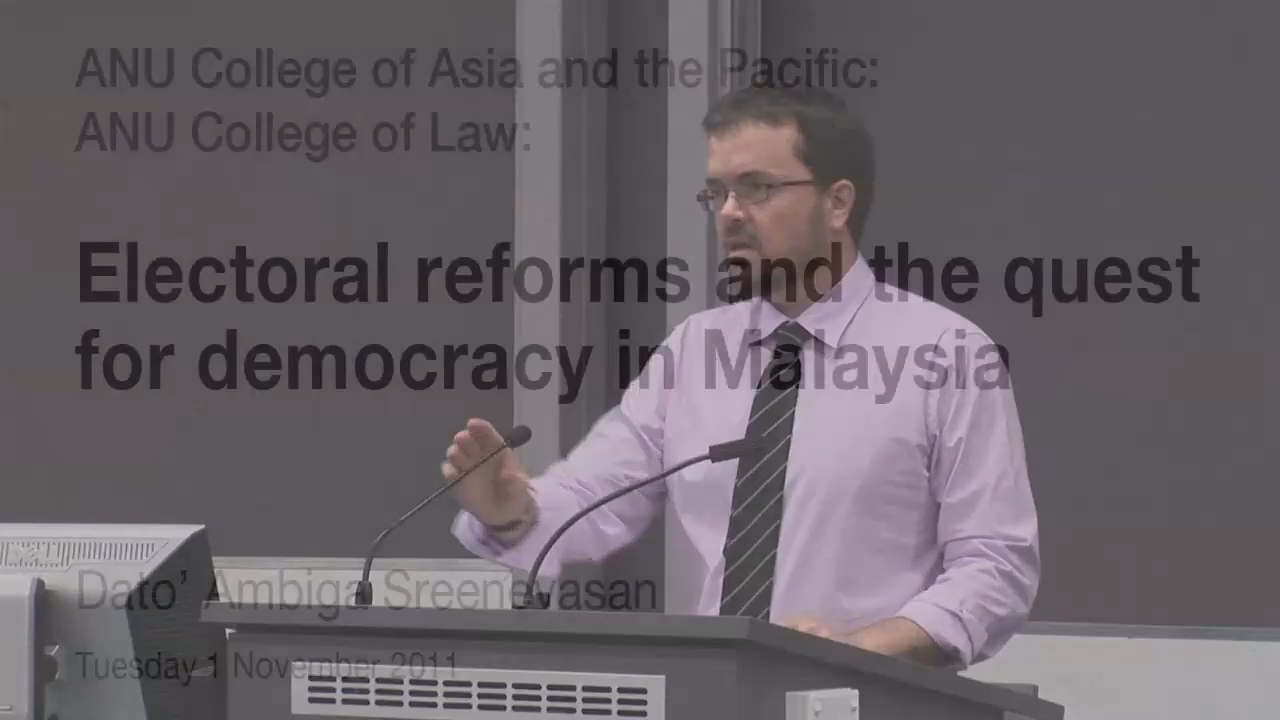 ANU College of Asia and the Pacific:
ANU College of Law:
Electoral reforms and the quest
for democracy in Malaysia
Dato’ Ambiga Sreenevasan
Tuesday 1 November 2011